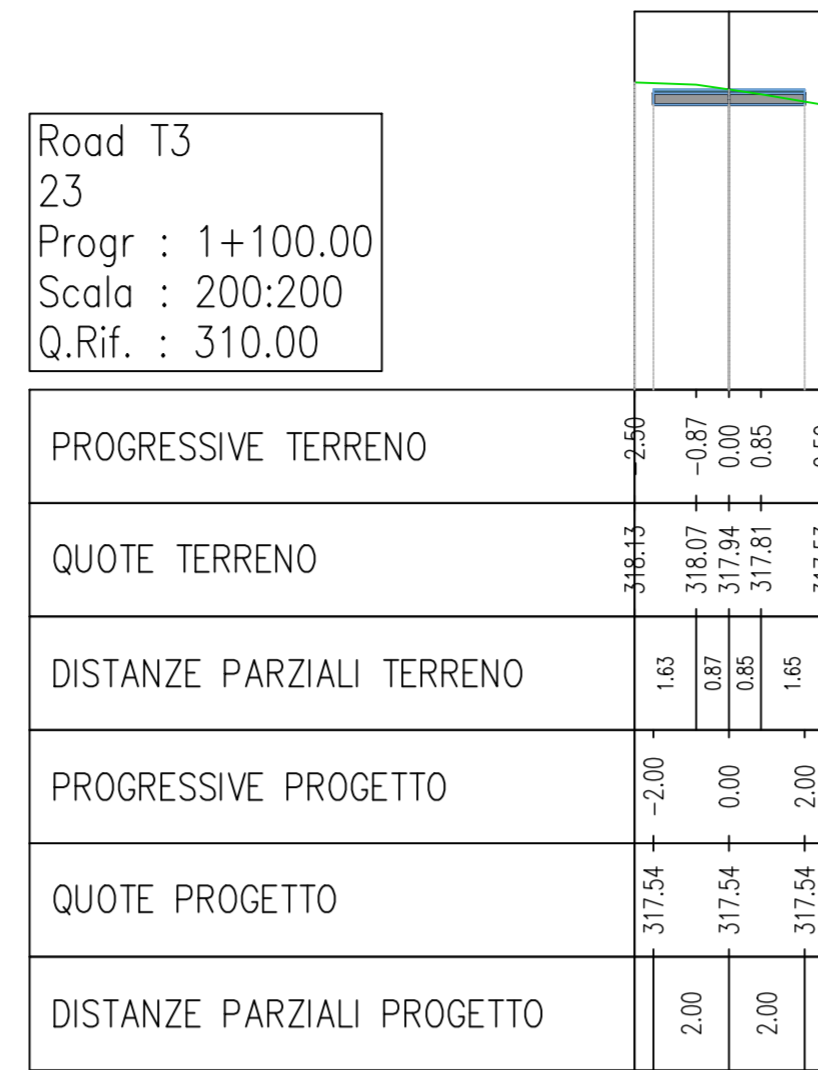 Road T3
23
Progr : 1+100.00
Scala : 200:200
Q.Rif. : 310.00
PROGRESSIVE TERRENO -2.50 -0.87 0.00 0.85
QUOTE TERRENO 318.13 318.07 317.94 317.81
DISTANZE PARZIALI TERRENO 1.63 0.87 0.85 1.65
PROGRESSIVE PROGETTO -2.00 0.00 2.00
QUOTE PROGETTO 317.54 317.54 317.54
DISTANZE PARZIALI PROGETTO 2.00 2.00